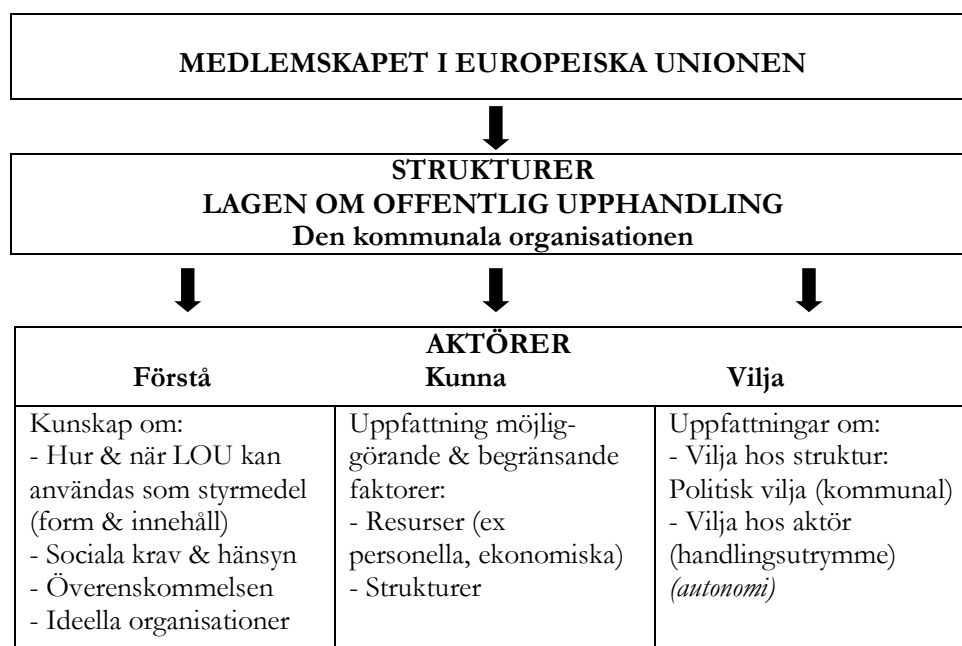 MEDLEMSKAPET I EUROPEISKA UNIONEN
STRUKTURER
LAGEN OM OFFENTLIG UPPHANDLING
Den kommunala organisationen
AKTÖRER
Förstå Kunna Vilja
Kunskap om:
- Hur & när LOU kan
användas som styrmedel
(form & innehåll)
- Sociala krav & hänsyn
- Överenskommelsen
- Ideella organisationer
Uppfattning möjlig-
görande & begränsande
faktorer:
- Resurser (ex
personella, ekonomiska)
- Strukturer
Uppfattningar om:
- Vilja hos struktur:
Politisk vilja (kommunal)
- Vilja hos aktör
(handlingsutrymme)
(autonomi)